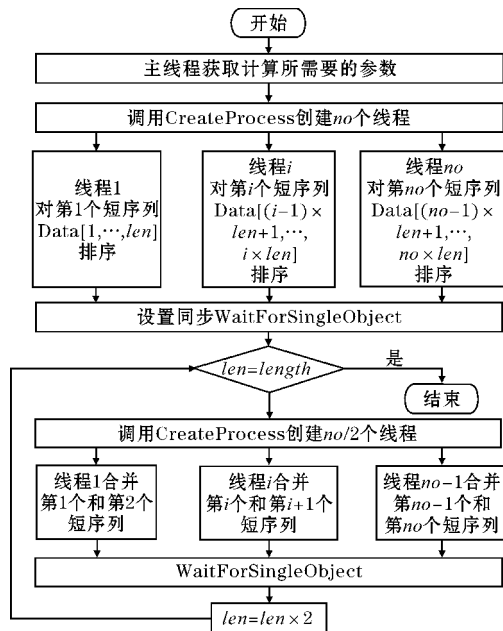 开始
主线程获取计算所需要的参数
调用CreateProcess创建no个线程
线程1
对第1个短序列
Data[1,…,len]
排序
线程i
对第i个短序列
Data[(i-1)×
len+1,…,
i×len]
排序
线程no
对第no个短序列
Data[(no-1)×
len+1,…,
no×len]
排序
设置同步WaitForSingleObject
len=length
是
结束
调用CreateProcess创建no/2个线程
线程1合并
第1个和第2个
短序列
线程i合并
第i个和第i+1个
短序列
线程no-1合并
第no-1个和
第no个短序列
WaitForSingleObject
len=len×2